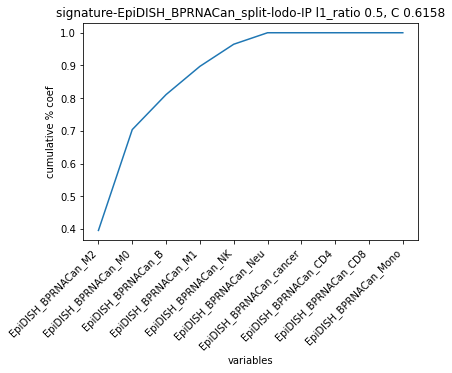 signature-EpiDISH_BPRNACan_split-lodo-IP l1_ratio 0.5, C 0.6158
cumulative % coef
1.0
0.9
0.8
0.7
0.6
0.5
0.4
EpiDISH_BPRNACan_M2
EpiDISH_BPRNACan_M0
EpiDISH_BPRNACan_B
EpiDISH_BPRNACan_M1
EpiDISH_BPRNACan_NK
EpiDISH_BPRNACan_Neu
EpiDISH_BPRNACan_cancer
EpiDISH_BPRNACan_CD4
EpiDISH_BPRNACan_CD8
EpiDISH_BPRNACan_Mono
variables